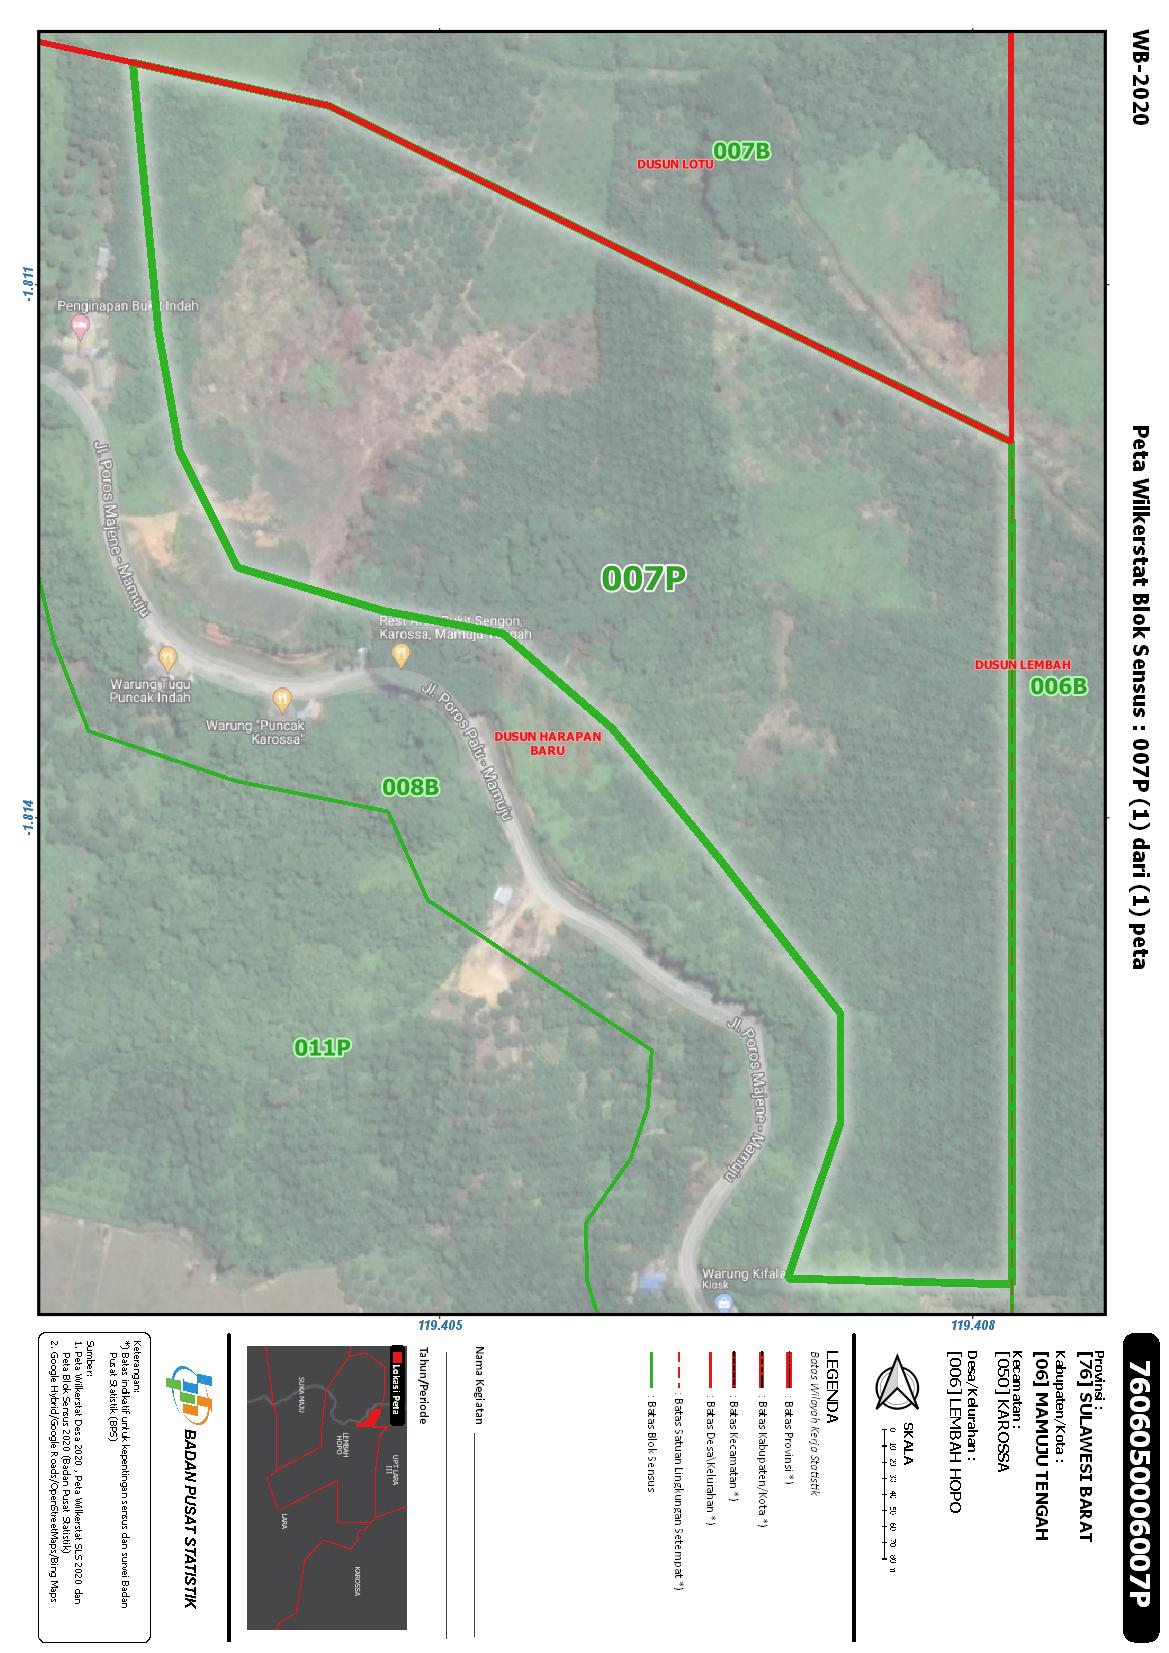 WB-2020
Peta Wilkerstat Blok Sensus : 007P (1) dari (1) peta
7606050006007P
Provinsi :
[76] SULAWESI BARAT
Kabupaten/Kota :
[06] MAMUJU TENGAH
Kecamatan :
[050] KAROSSA
Desa/Kelurahan :
[006] LEMBAH HOPO
SKALA
0 10 20 30 40 50 60 70 80 m
LEGENDA
Batas Wilayah Kerja Statistik
: Batas Provinsi *)
: Batas Kabupaten/Kota *)
: Batas Kecamatan *)
: Batas Desa\Kelurahan *)
: Batas Satuan Lingkungan Setempat *)
: Batas Blok Sensus
Nama Kegiatan
Tahun/Periode
Lokasi Peta
UPT LARA
III
SUKA MAJU
LEMBAH
HOPO
LARA
KAROSSA
BADAN PUSAT STATISTIK
Keterangan:
*) Batas indikatif untuk kepentingan sensus dan survei Badan
Pusat Statistik (BPS)
Sumber:
1. Peta Wilkerstat Desa 2020 , Peta Wilkerstat SLS 2020 dan
Peta Blok Sensus 2020 (Badan Pusat Statistik)
2. Google Hybrid/Google Roads/OpenStreetMaps/Bing Maps
007B
DUSUN LOTU
-1.811
Penginapan Bukit Indah
Jl. Poros Majene - Mamuju
007P
Rest Area Bukit Sengon,
Karossa, Mamuju Tengah
DUSUN LEMBAH
006B
Warung Tugu
Puncak Indah
Warung "Puncak
Karossa"
Jl. Poros Palu - Mamuju
DUSUN HARAPAN
BARU
008B
-1.814
011P
Jl. Poros Majene - Mamuju
Warung Kifala
Kiosk
119.405
119.408